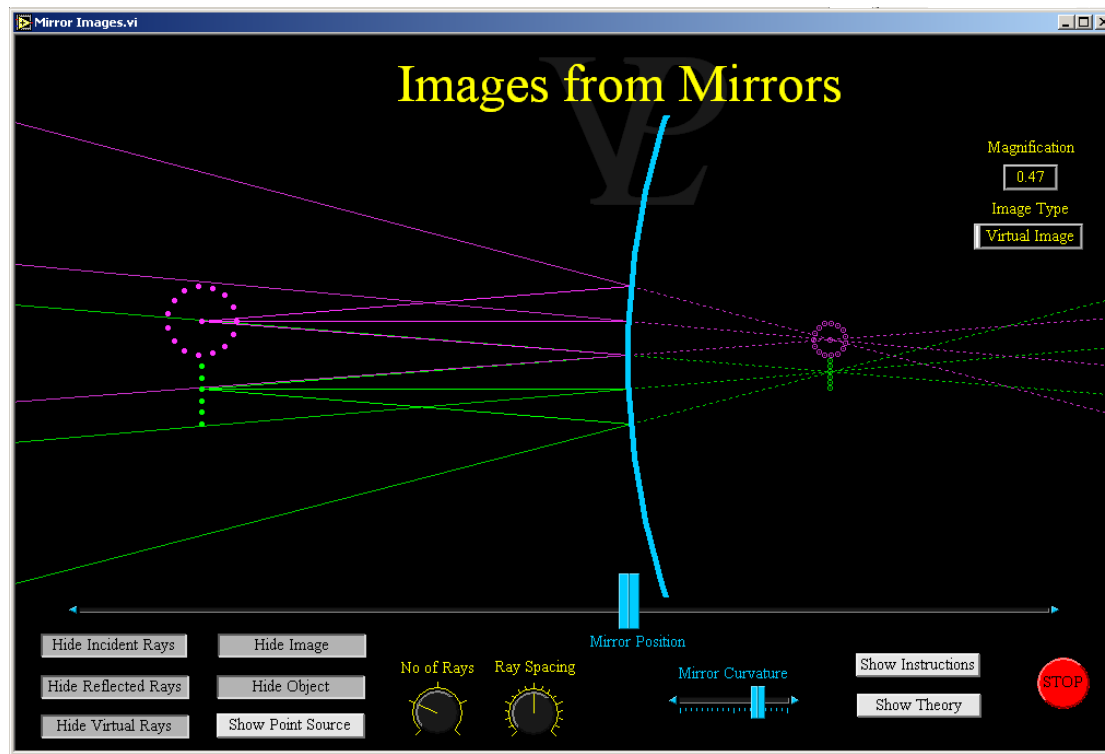 Mirror Images.vi
VPL
Images from Mirrors
Magnification
0.47
Image Type
Virtual Image
Mirror Position
Hide Incident Rays
Hide Image
Hide Reflected Rays
Hide Object
Hide Virtual Rays
Show Point Source
No of Rays
Ray Spacing
Mirror Curvature
Show Instructions
Show Theory
STOP